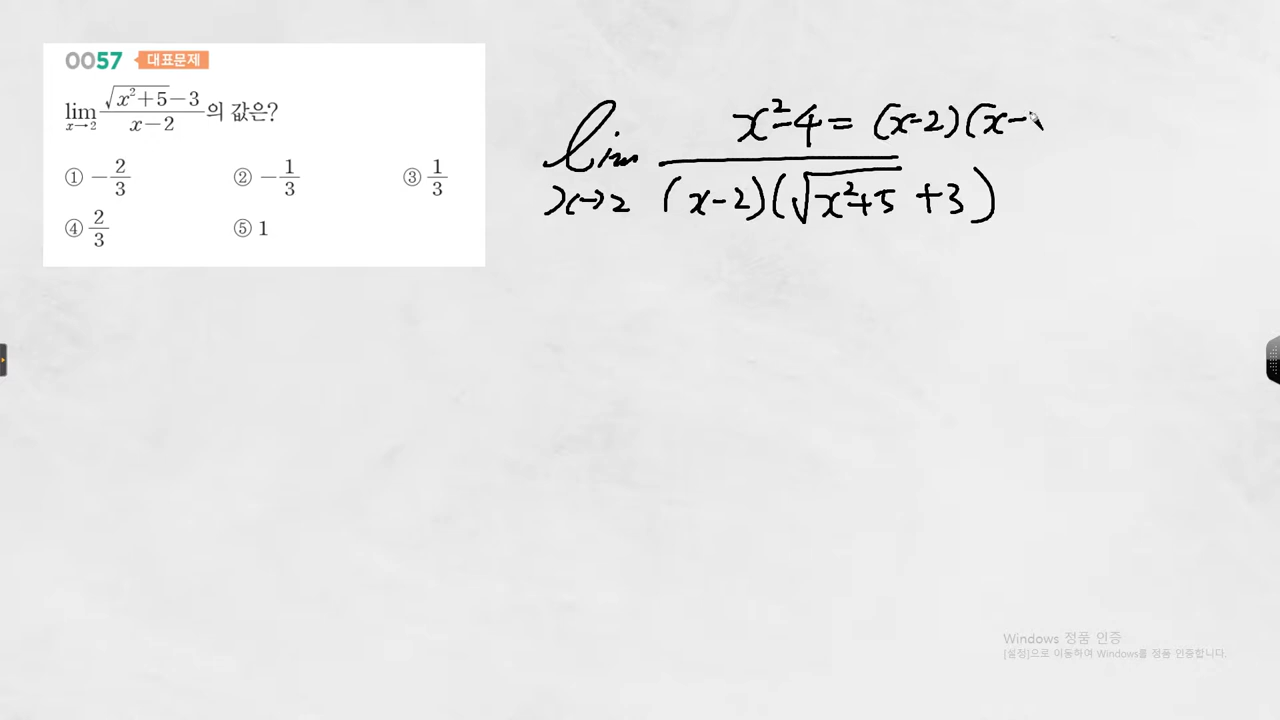 0057 대표문제
lim x→2 (√(x²+5)−3)/(x−2) 의 값은?
① −2/3 ② −1/3 ③ 1/3
④ 2/3 ⑤ 1
lim x→2 x²-4 = (x-2)(x-
(x-2)(√(x²+5) +3)
Windows 정품 인증
[설정]으로 이동하여 Windows를 정품 인증합니다.